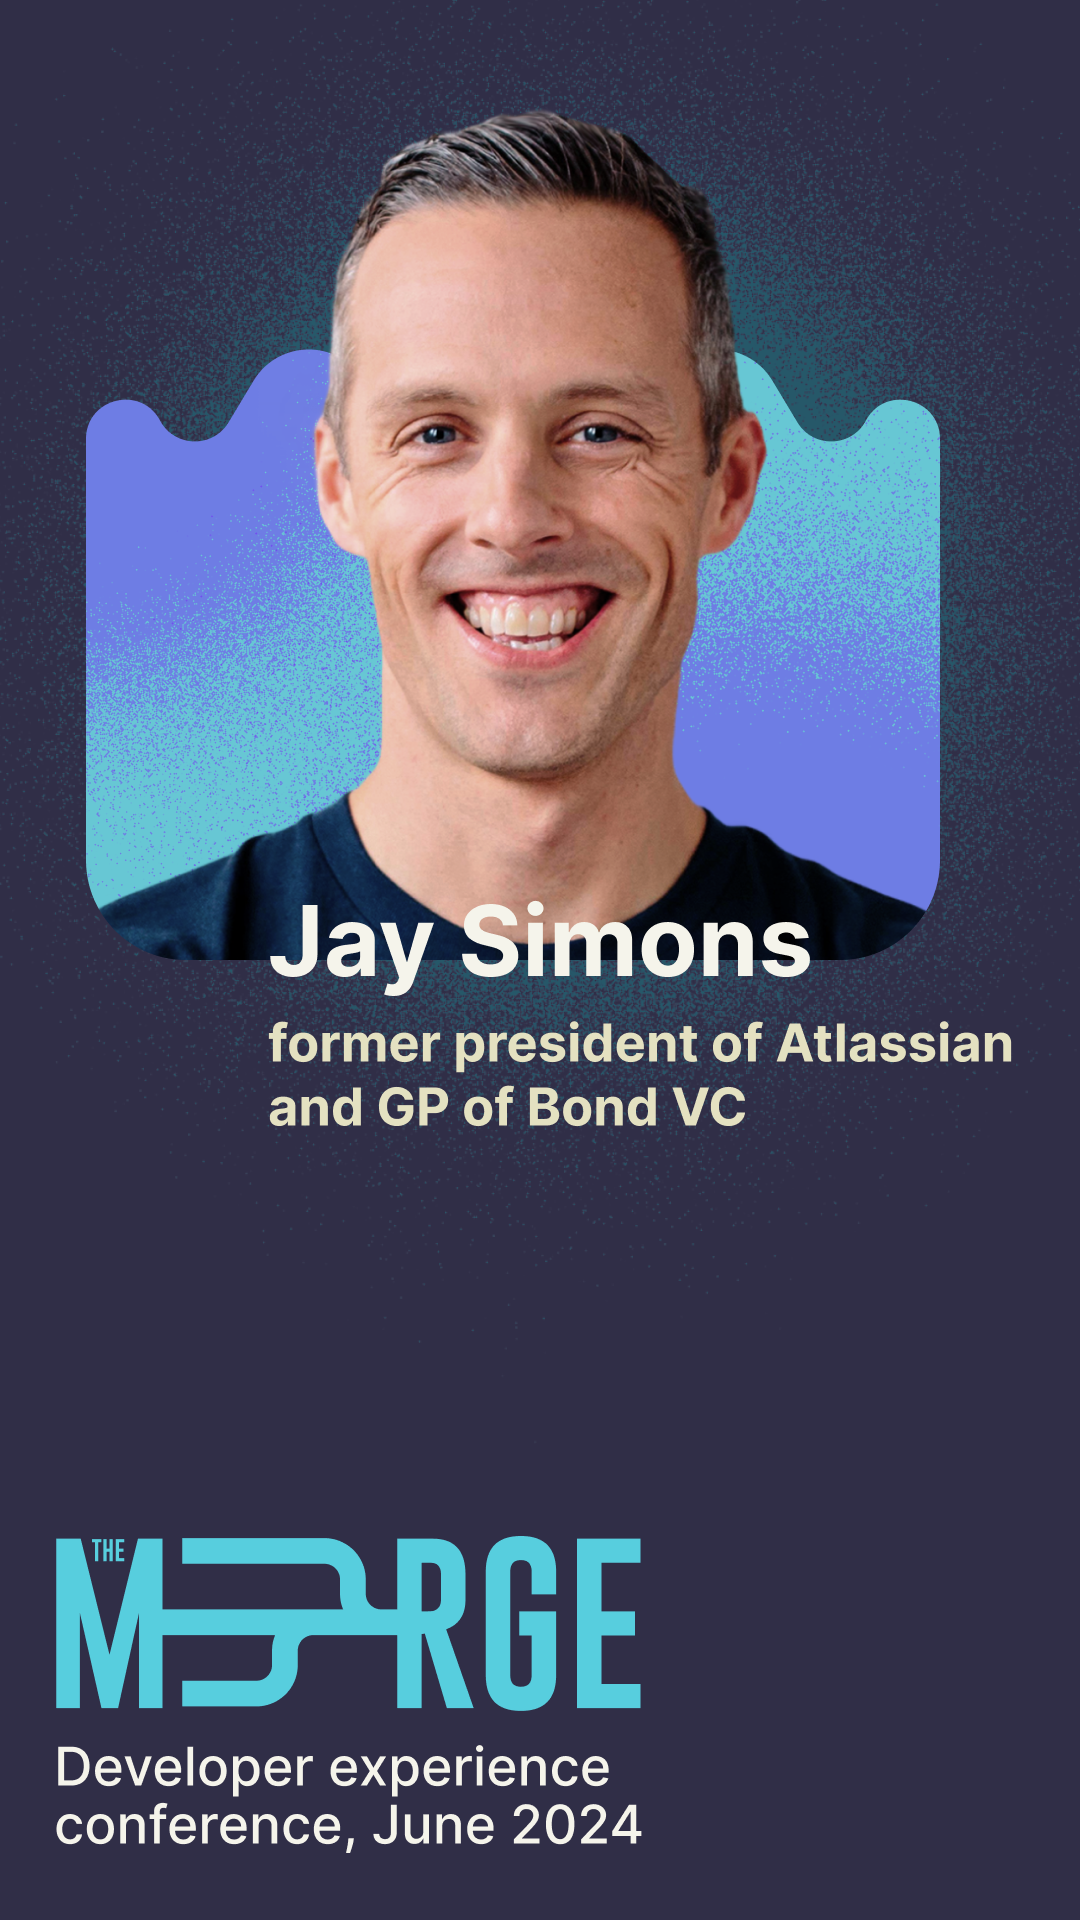 Jay Simons
former president of Atlassian
and GP of Bond VC
THE
MERGE
Developer experience
conference, June 2024